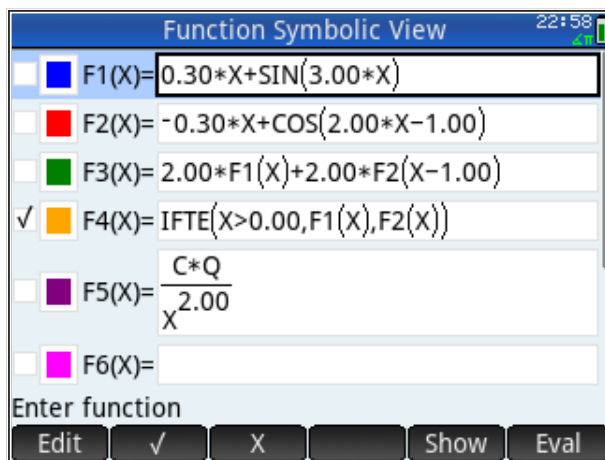 Function Symbolic View 22:58
∡π
F1(X)= 0.30*X+SIN(3.00*X)
F2(X)= -0.30*X+COS(2.00*X-1.00)
F3(X)= 2.00*F1(X)+2.00*F2(X-1.00)
√ F4(X)= IFTE(X>0.00,F1(X),F2(X))
C*Q
F5(X)=
X^2.00
F6(X)=
Enter function
Edit √ X Show Eval